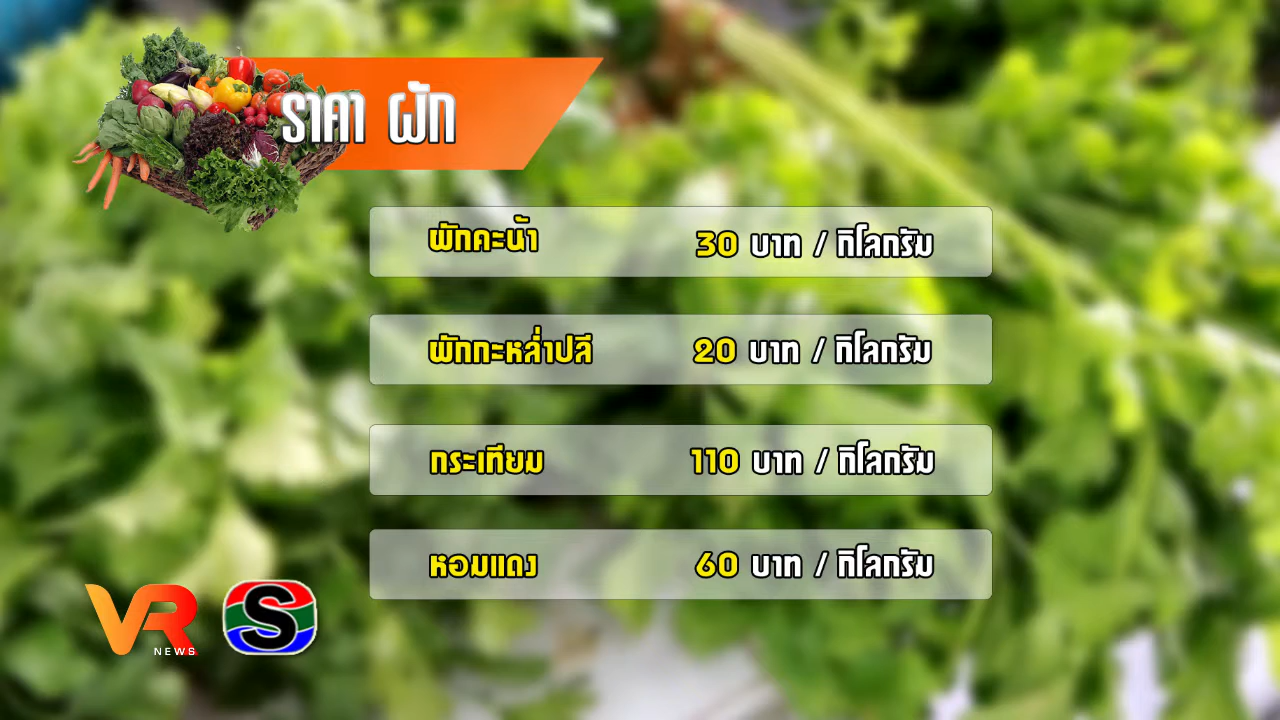 ราคา ผัก
ผักคะน้า 30 บาท / กิโลกรัม
ผักกะหล่ำปลี 20 บาท / กิโลกรัม
กระเทียม 110 บาท / กิโลกรัม
หอมแดง 60 บาท / กิโลกรัม
VR S
NEWS